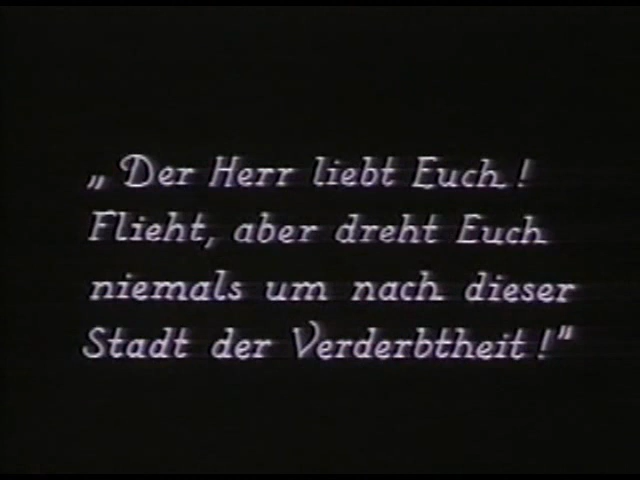 „Der Herr liebt Euch!
Flieht, aber dreht Euch
niemals um nach dieser
Stadt der Verderbtheit!"